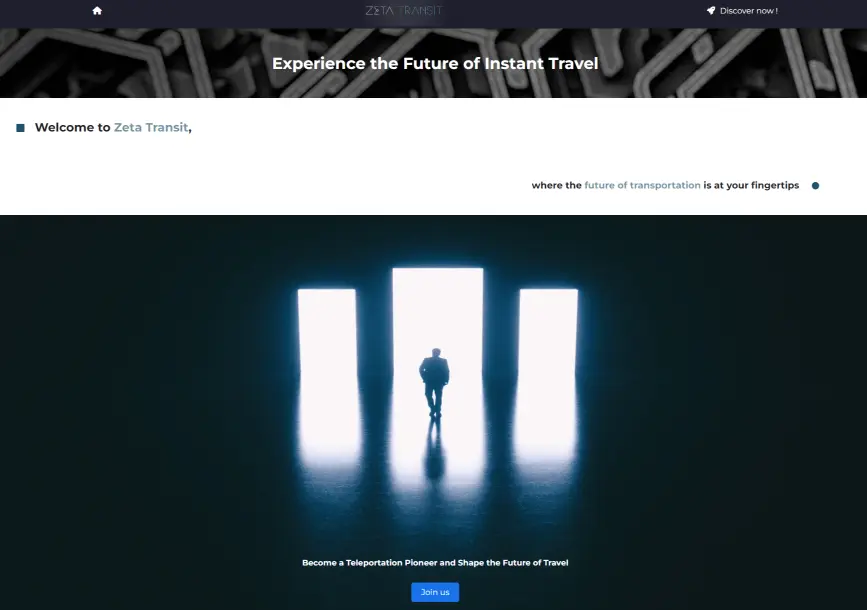 ZETA TRANSIT
Discover now !
Experience the Future of Instant Travel
Welcome to Zeta Transit,
where the future of transportation is at your fingertips
Become a Teleportation Pioneer and Shape the Future of Travel
Join us